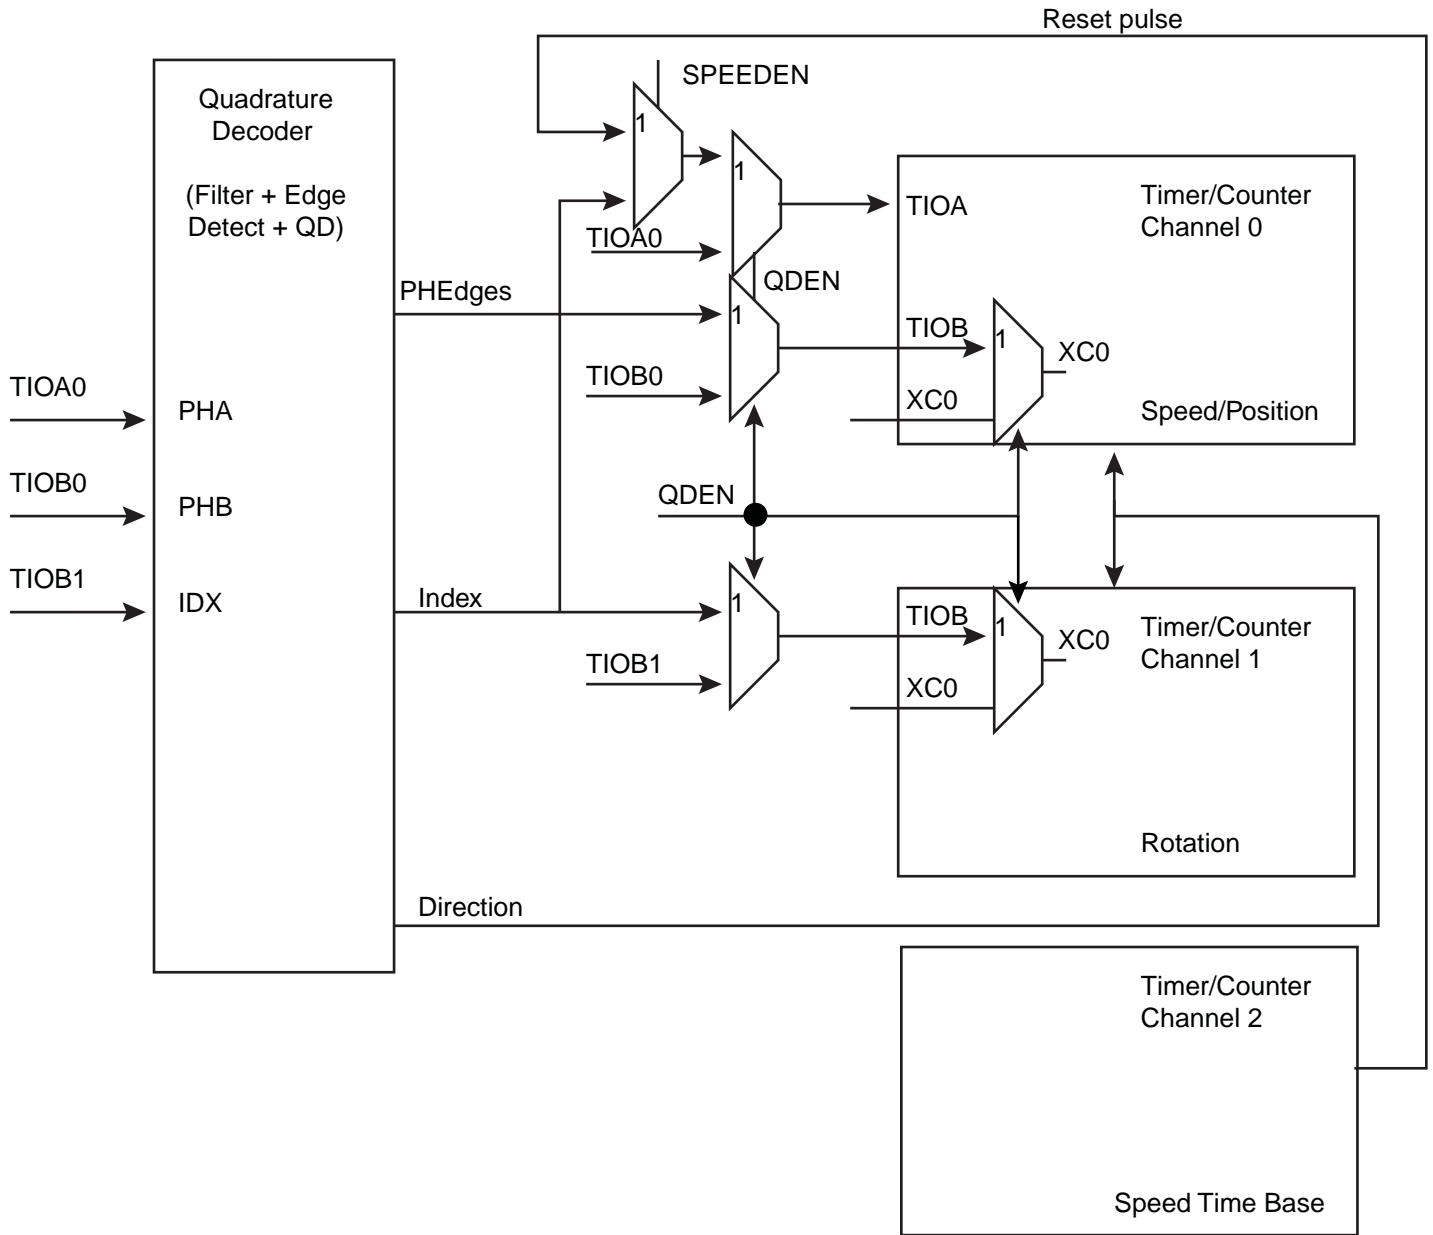 Reset pulse
SPEEDEN
Quadrature
Decoder
(Filter + Edge
Detect + QD)
1
1
TIOA
Timer/Counter
Channel 0
TIOA0
QDEN
PHEdges
1
TIOB
1
XC0
TIOB0
XC0
Speed/Position
TIOA0
PHA
TIOB0
PHB
QDEN
TIOB1
IDX
Index
1
TIOB
1
XC0
Timer/Counter
Channel 1
TIOB1
XC0
Rotation
Direction
Timer/Counter
Channel 2
Speed Time Base